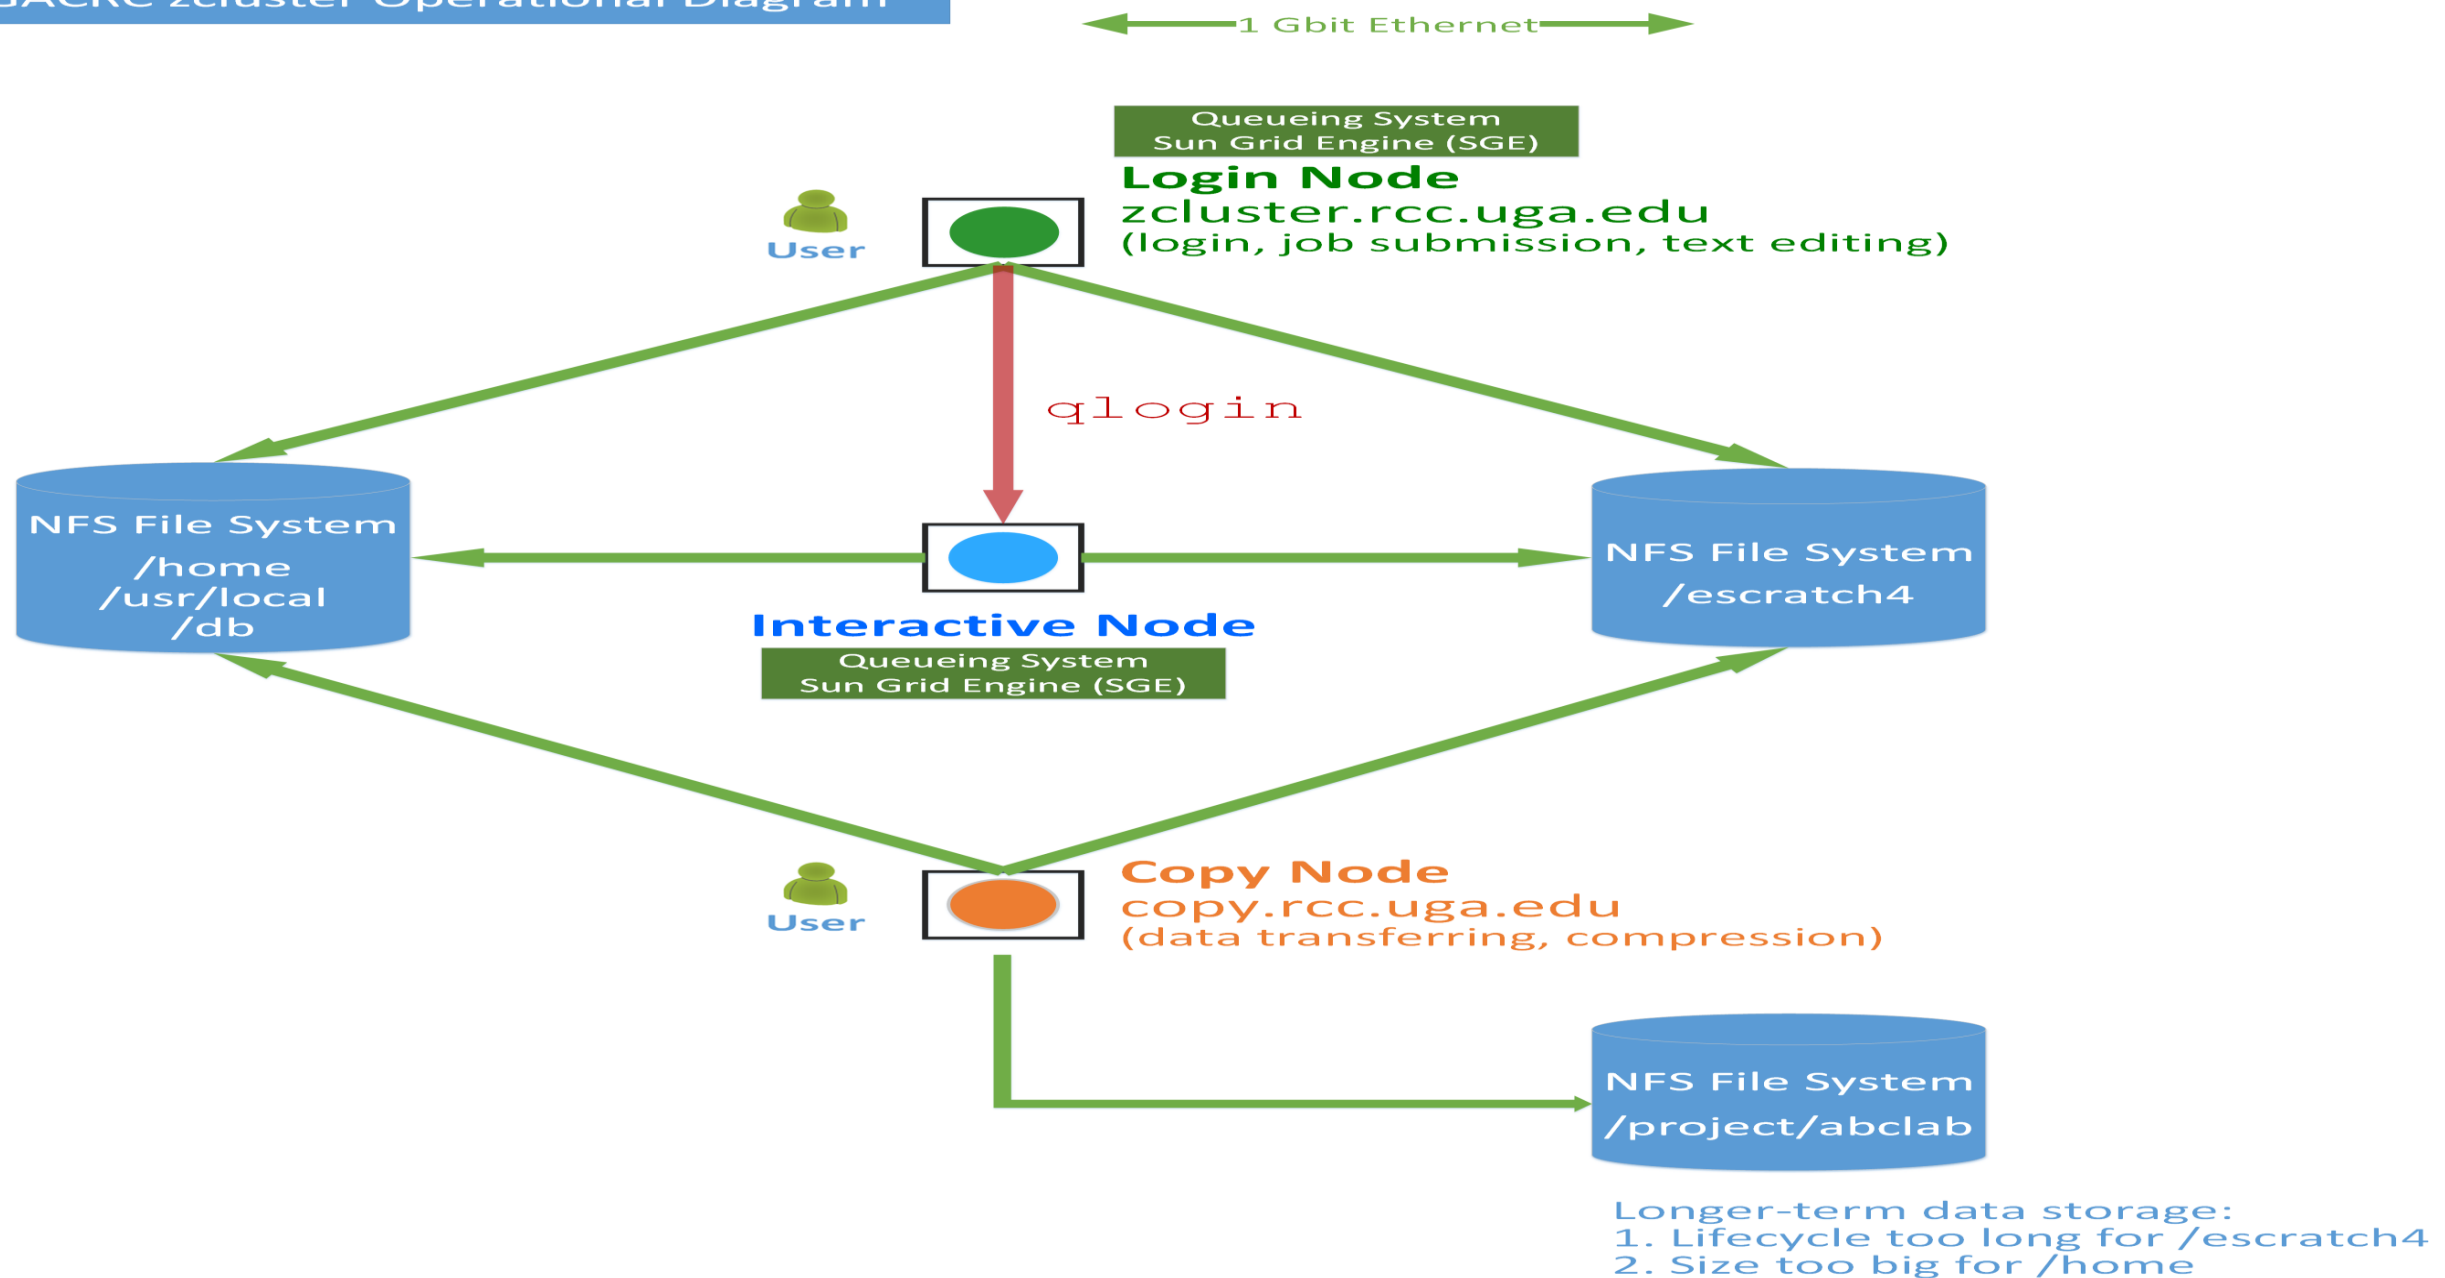 zcluster Operational Diagram
1 Gbit Ethernet
Queueing System
Sun Grid Engine (SGE)
Login Node
zcluster.rcc.uga.edu
(login, job submission, text editing)
User
qlogin
NFS File System
/home
/usr/local
/db
NFS File System
/escratch4
Interactive Node
Queueing System
Sun Grid Engine (SGE)
User
Copy Node
copy.rcc.uga.edu
(data transferring, compression)
NFS File System
/project/abclab
Longer-term data storage:
1. Lifecycle too long for /escratch4
2. Size too big for /home